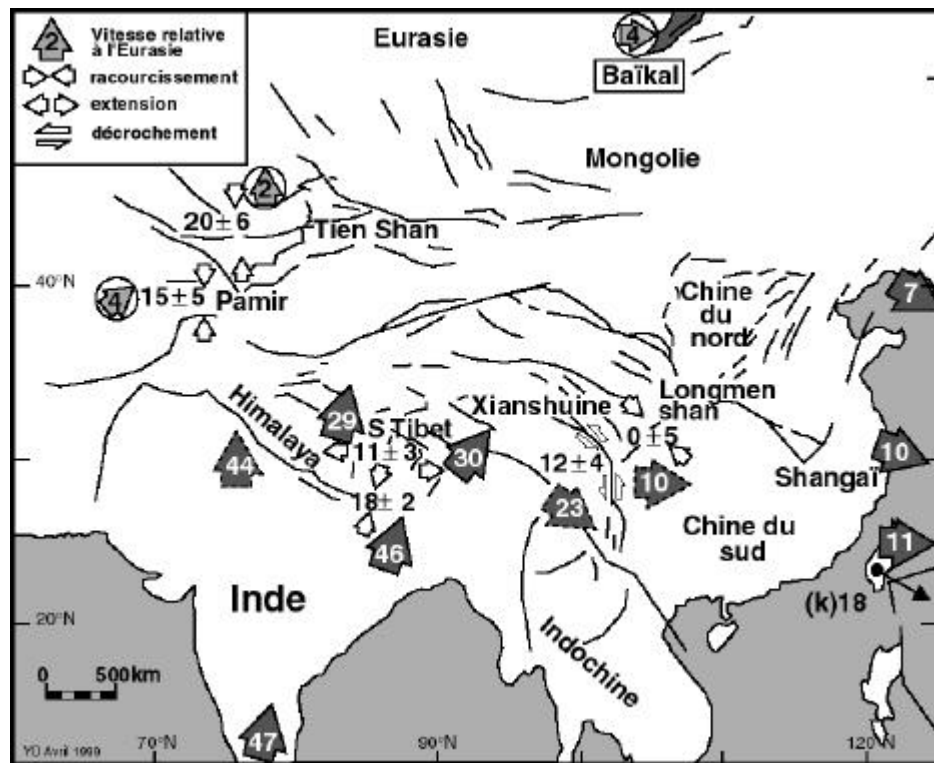 2
Vitesse relative
à l'Eurasie
racourcissement
extension
décrochement
Eurasie
4
Baïkal
Mongolie
2
20±6
Tien Shan
40°N
4
15±5
Pamir
7
Chine
du
nord
Himalaya
29
S Tibet
11±3
30
Xianshuine
Longmen
shan
0±5
44
12±4
10
10
Shangaï
18±2
23
46
Chine du
sud
11
Inde
(k)18
20°N
Indochine
0 500km
47
YD Avril 1999
70°N
90°N
120°N